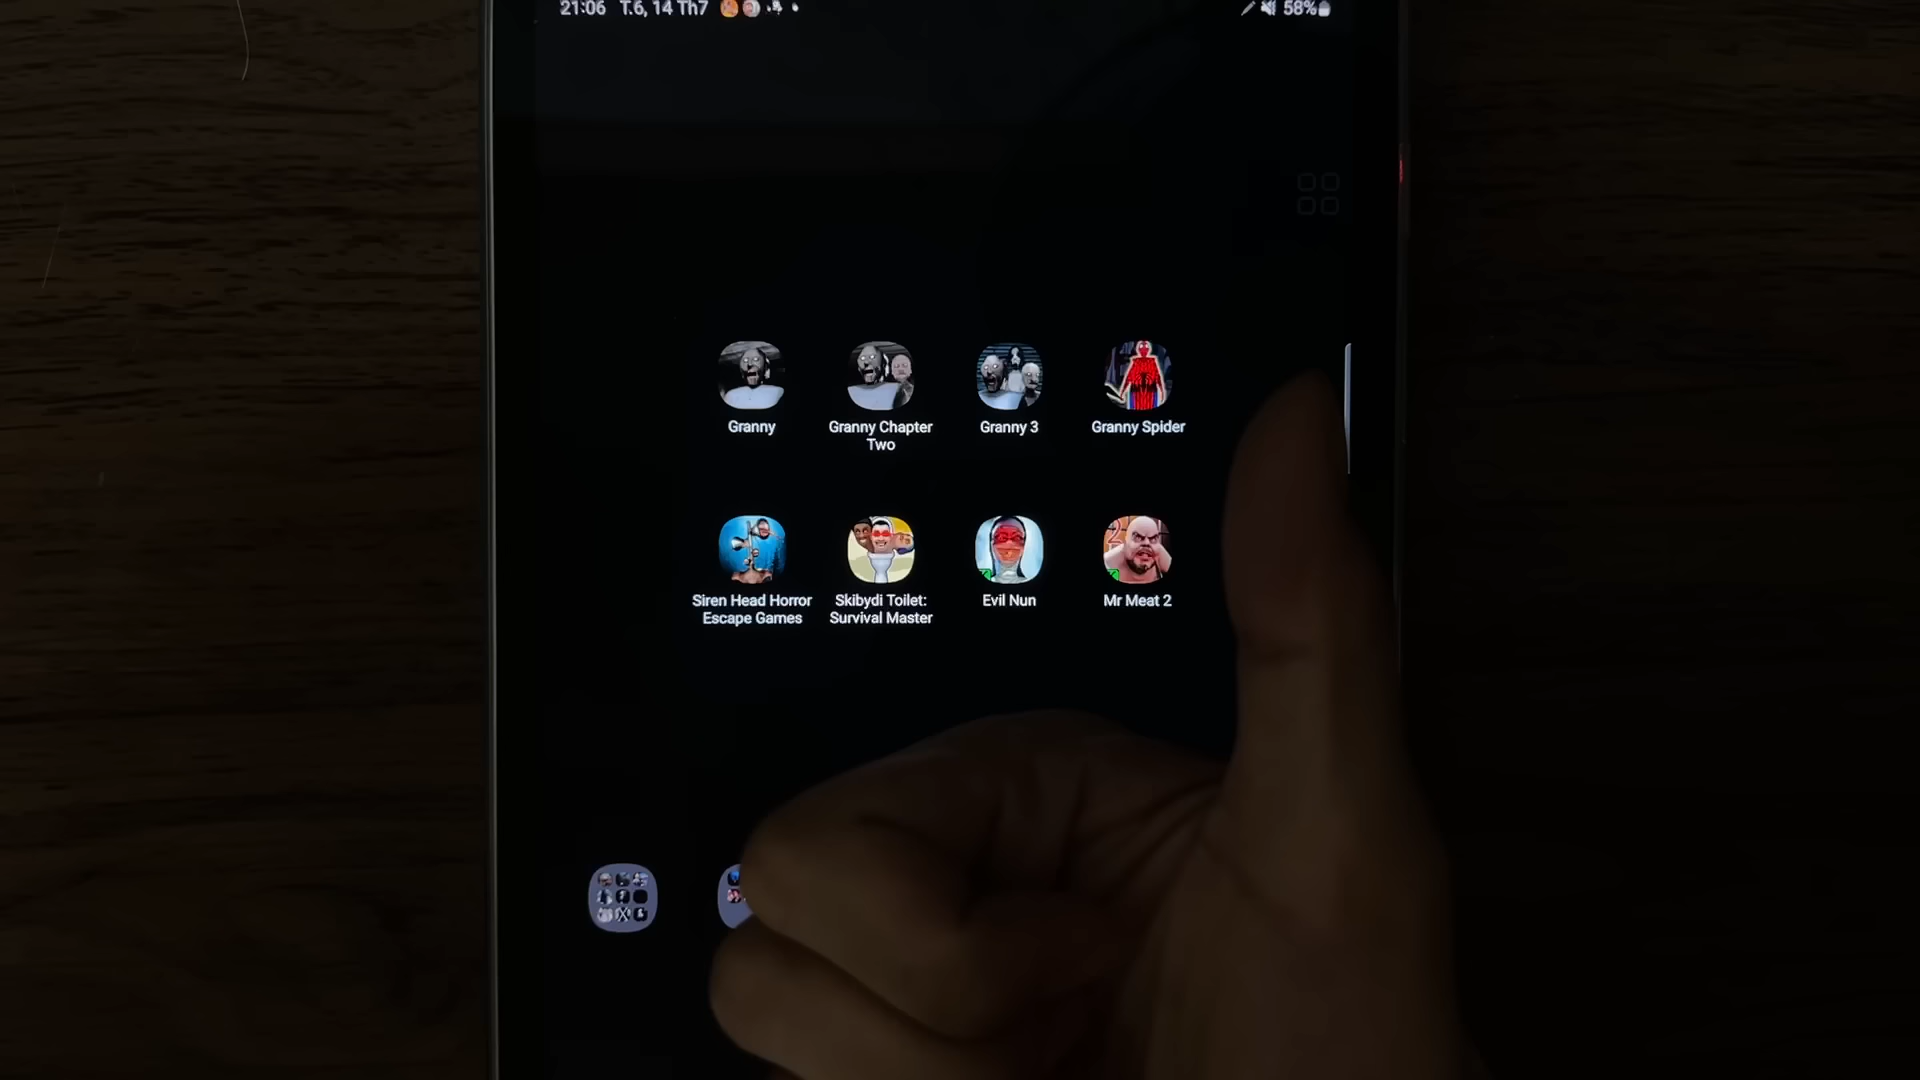 21:06 T.6, 14 Th7 58%
Granny
Granny Chapter
Two
Granny 3
Granny Spider
Siren Head Horror
Escape Games
Skibydi Toilet:
Survival Master
Evil Nun
Mr Meat 2